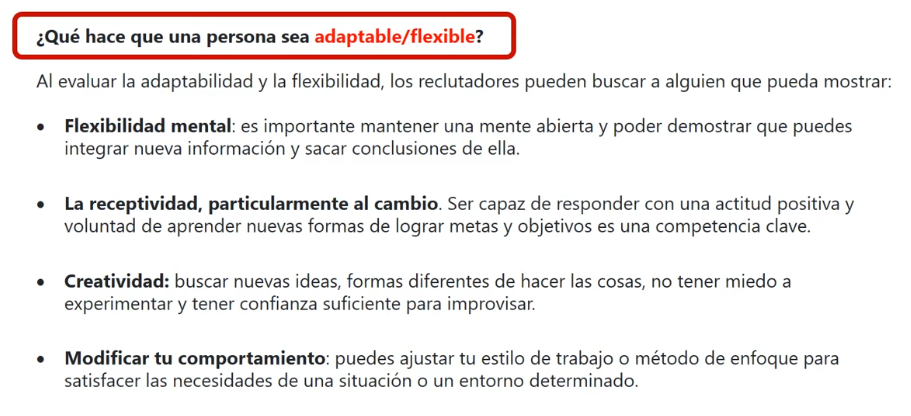 ¿Qué hace que una persona sea adaptable/flexible?
Al evaluar la adaptabilidad y la flexibilidad, los reclutadores pueden buscar a alguien que pueda mostrar:
• Flexibilidad mental: es importante mantener una mente abierta y poder demostrar que puedes
integrar nueva información y sacar conclusiones de ella.
• La receptividad, particularmente al cambio. Ser capaz de responder con una actitud positiva y
voluntad de aprender nuevas formas de lograr metas y objetivos es una competencia clave.
• Creatividad: buscar nuevas ideas, formas diferentes de hacer las cosas, no tener miedo a
experimentar y tener confianza suficiente para improvisar.
• Modificar tu comportamiento: puedes ajustar tu estilo de trabajo o método de enfoque para
satisfacer las necesidades de una situación o un entorno determinado.